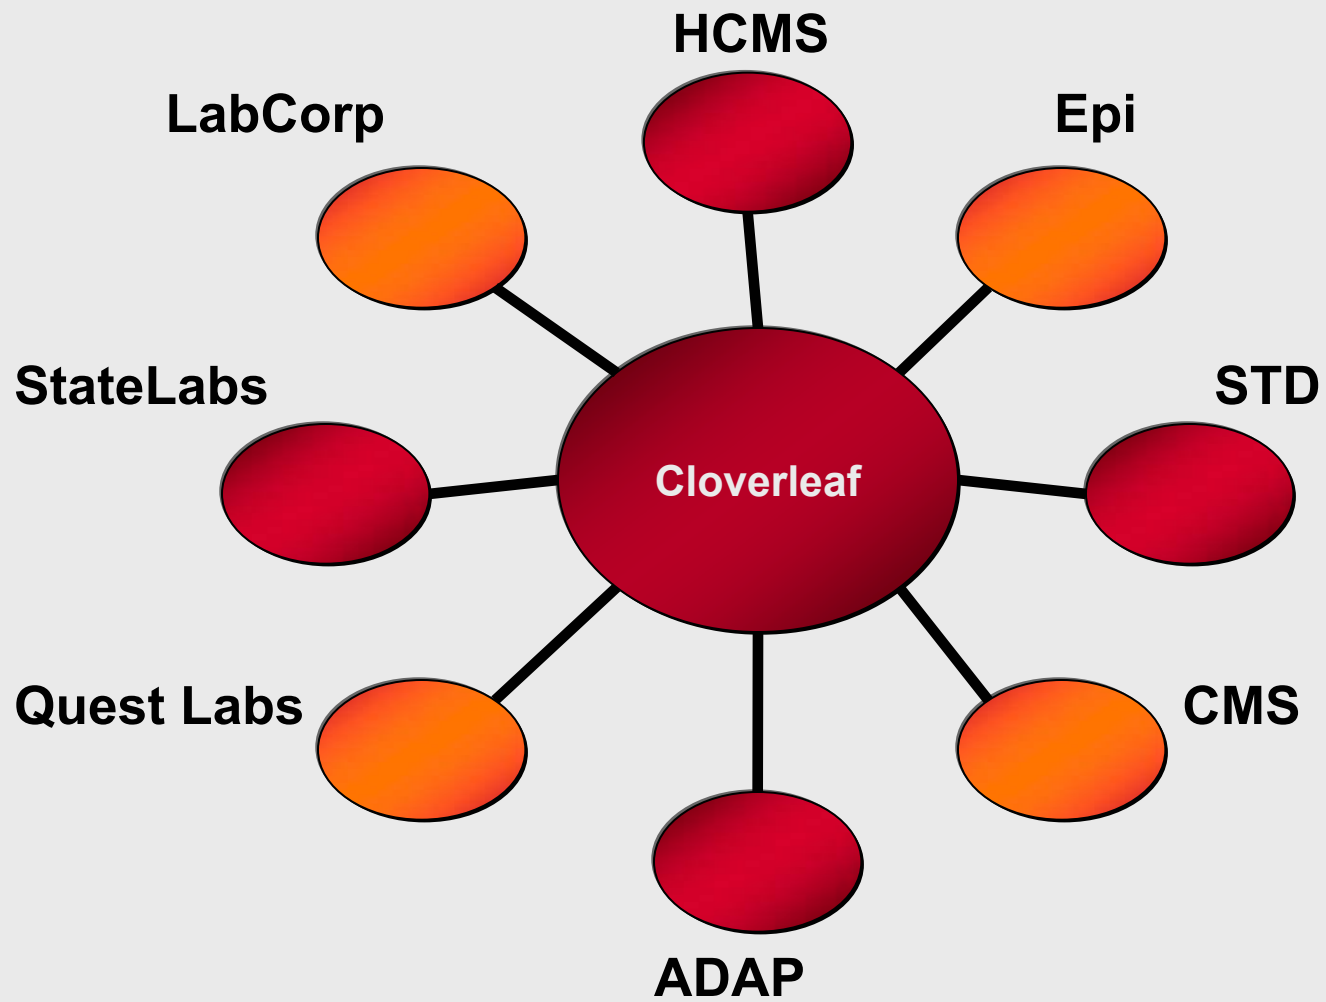 HCMS
LabCorp
Epi
StateLabs
STD
Cloverleaf
Quest Labs
CMS
ADAP